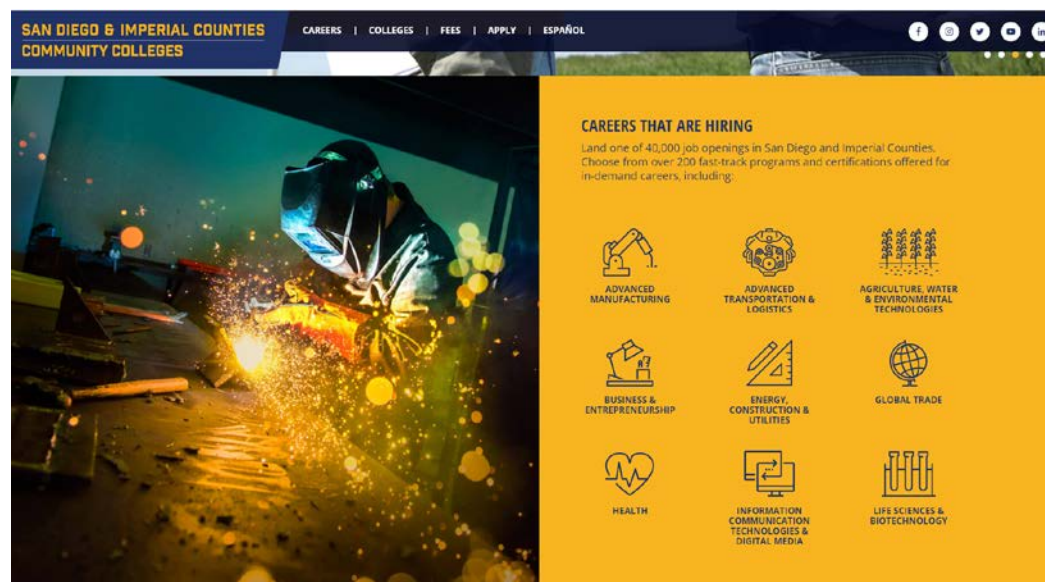 SAN DIEGO & IMPERIAL COUNTIES
COMMUNITY COLLEGES
CAREERS | COLLEGES | FEES | APPLY | ESPAÑOL
CAREERS THAT ARE HIRING
Land one of 40,000 job openings in San Diego and Imperial Counties.
Choose from over 200 fast-track programs and certifications offered for
in-demand careers, including:
ADVANCED
MANUFACTURING
ADVANCED
TRANSPORTATION &
LOGISTICS
AGRICULTURE, WATER
& ENVIRONMENTAL
TECHNOLOGIES
BUSINESS &
ENTREPRENEURSHIP
ENERGY,
CONSTRUCTION &
UTILITIES
GLOBAL TRADE
HEALTH
INFORMATION
COMMUNICATION
TECHNOLOGIES &
DIGITAL MEDIA
LIFE SCIENCES &
BIOTECHNOLOGY